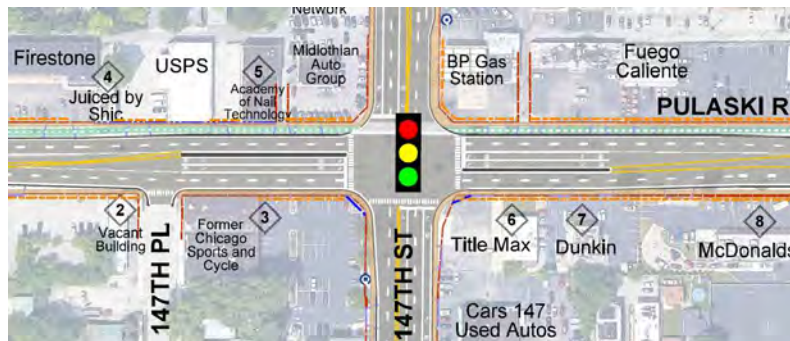 Network
Firestone
4
Juiced by
Shic
USPS
5
Academy
of Nail
Technology
Midlothian
Auto
Group
BP Gas
Station
Fuego
Caliente
PULASKI R
2
Vacant
Building
147TH PL
Former
Chicago
Sports and
Cycle
3
147TH ST
6
Title Max
7
Dunkin
8
McDonalds
Cars 147
Used Autos